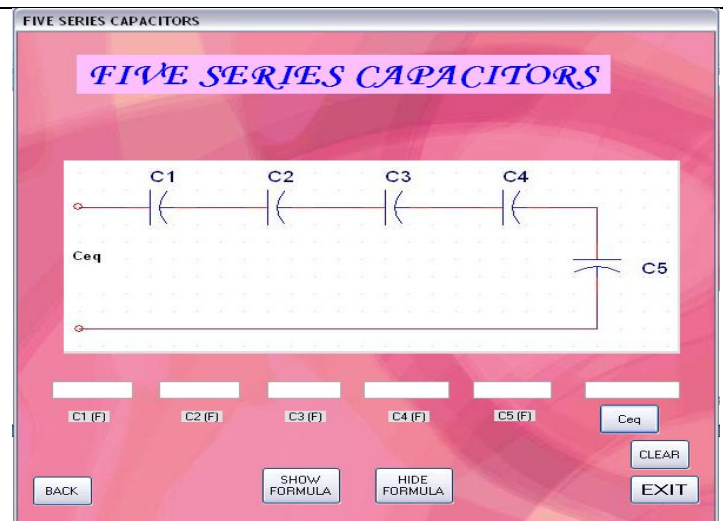 FIVE SERIES CAPACITORS
FIVE SERIES CAPACITORS
C1 C2 C3 C4
Ceq
C5
C1 (F) C2 (F) C3 (F) C4 (F) C5 (F) Ceq
CLEAR
BACK SHOW FORMULA HIDE FORMULA EXIT